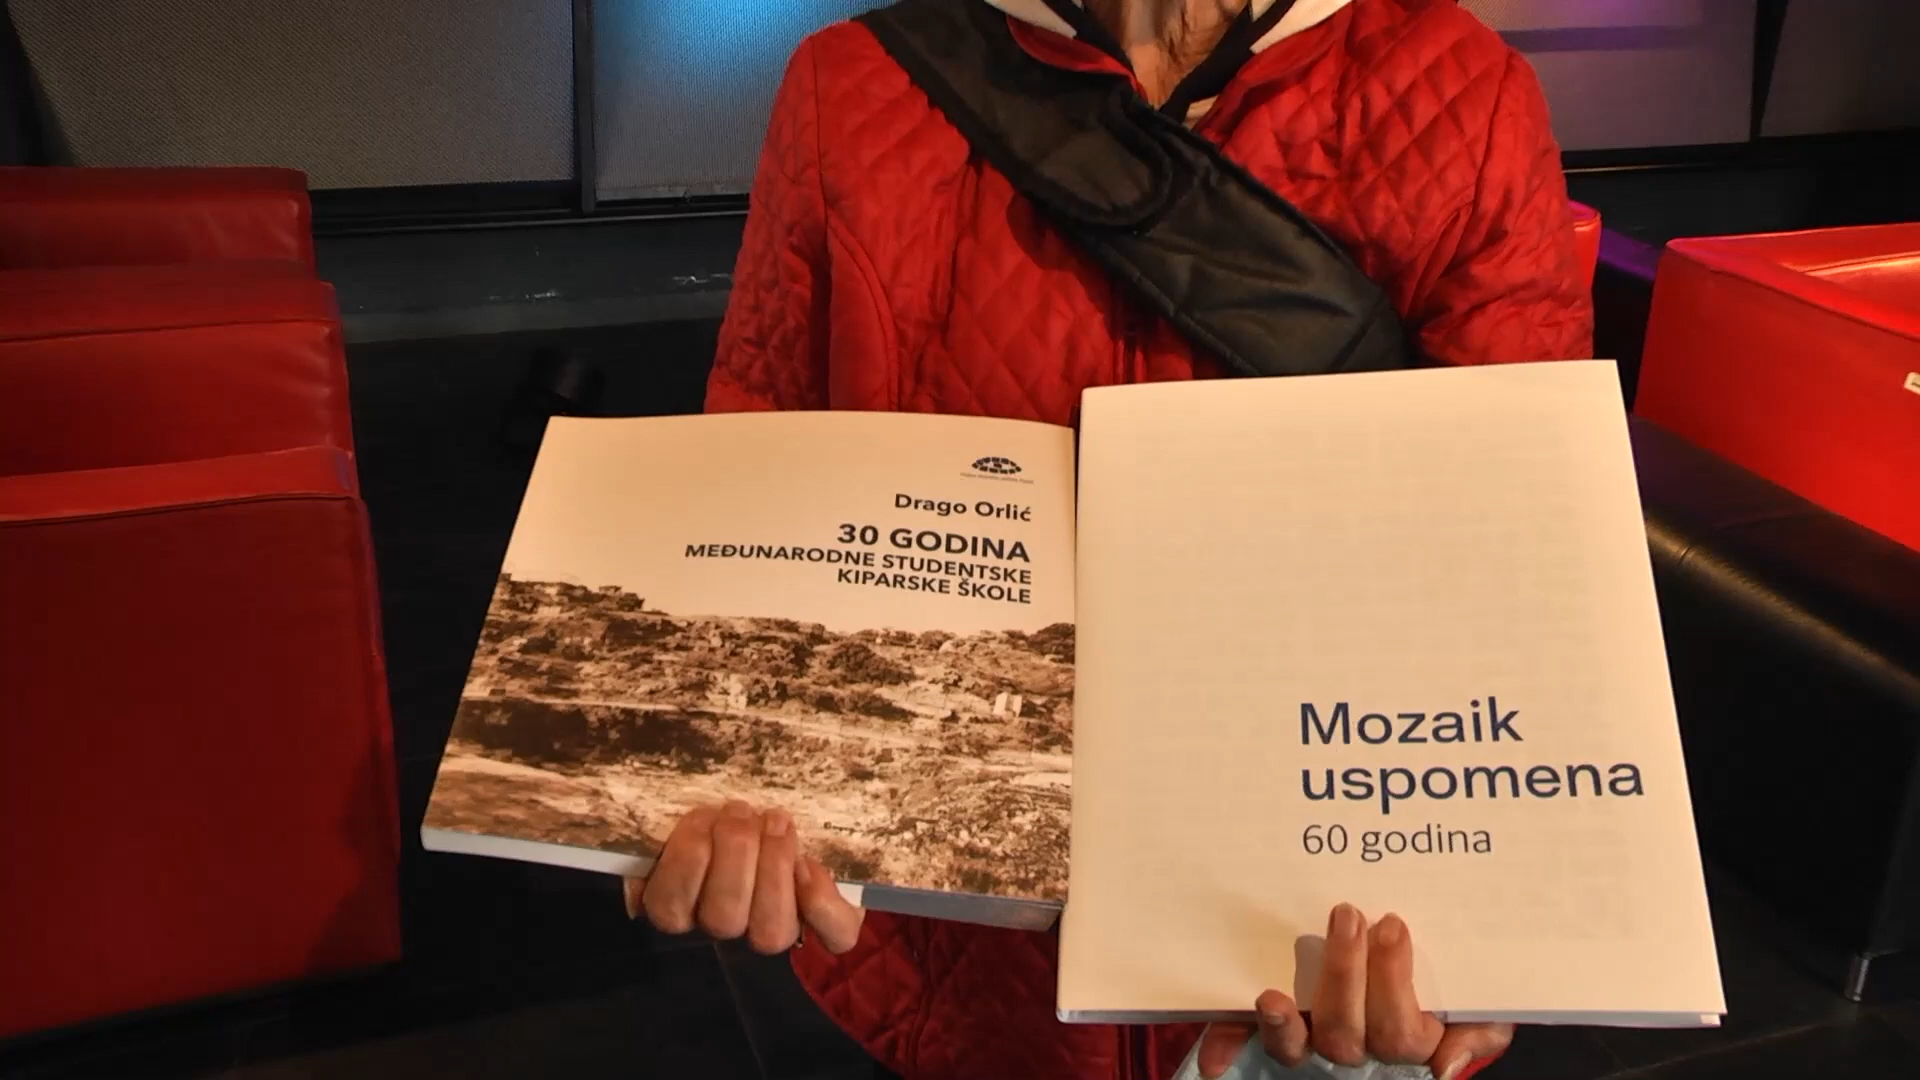 Drago Orlić
30 GODINA
MEĐUNARODNE STUDENTSKE
KIPARSKE ŠKOLE
Mozaik
uspomena
60 godina